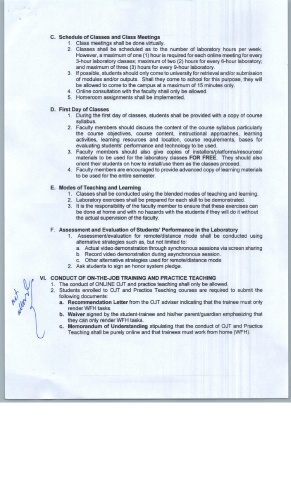 C. Schedule of Classes and Class Meetings
1. Class meetings shall be done virtually.
2. Classes shall be scheduled as to the number of laboratory hours per week.
However, a maximum of one (1) hour is required for each online meeting for every
3-hour laboratory classes; maximum of two (2) hours for every 6-hour laboratory;
and maximum of three (3) hours for every 9-hour laboratory.
3. If possible, students should only come to university for retrieval and/or submission
of modules and/or outputs. Shall they come to school for this purpose, they will
be allowed to come to the campus at a maximum of 15 minutes only.
4. Online consultation with the faculty shall only be allowed.
5. Homeroom assignments shall be implemented.
D. First Day of Classes
1. During the first day of classes, students shall be provided with a copy of course
syllabus.
2. Faculty members should discuss the content of the course syllabus particularly
the course objectives, course content, instructional approaches, learning
activities, learning resources and location, course requirements, bases for
evaluating students' performance and technology to be used.
3. Faculty members should also give copies of installers/platforms/resources/
materials to be used for the laboratory classes FOR FREE. They should also
orient their students on how to install/use them as the classes proceed.
4. Faculty members are encouraged to provide advanced copy of learning materials
to be used for the entire semester.
E. Modes of Teaching and Learning
1. Classes shall be conducted using the blended modes of teaching and learning.
2. Laboratory exercises shall be prepared for each skill to be demonstrated.
3. It is the responsibility of the faculty member to ensure that these exercises can
be done at home and with no hazards with the students if they will do it without
the actual supervision of the faculty.
F. Assessment and Evaluation of Students' Performance in the Laboratory
1. Assessment/evaluation for remote/distance mode shall be conducted using
alternative strategies such as, but not limited to:
a. Actual video demonstration through synchronous sessions via screen sharing
b. Record video demonstration during asynchronous session.
c. Other alternative strategies used for remote/distance mode
2. Ask students to sign an honor system pledge.
VI. CONDUCT OF ON-THE-JOB TRAINING AND PRACTICE TEACHING
1. The conduct of ONLINE OJT and practice teaching shall only be allowed.
2. Students enrolled to OJT and Practice Teaching courses are required to submit the
following documents:
a. Recommendation Letter from the OJT adviser indicating that the trainee must only
render WFH tasks.
b. Waiver signed by the student-trainee and his/her parent/guardian emphasizing that
they can only render WFH tasks.
c. Memorandum of Understanding stipulating that the conduct of OJT and Practice
Teaching shall be purely online and that trainees must work from home (WFH).